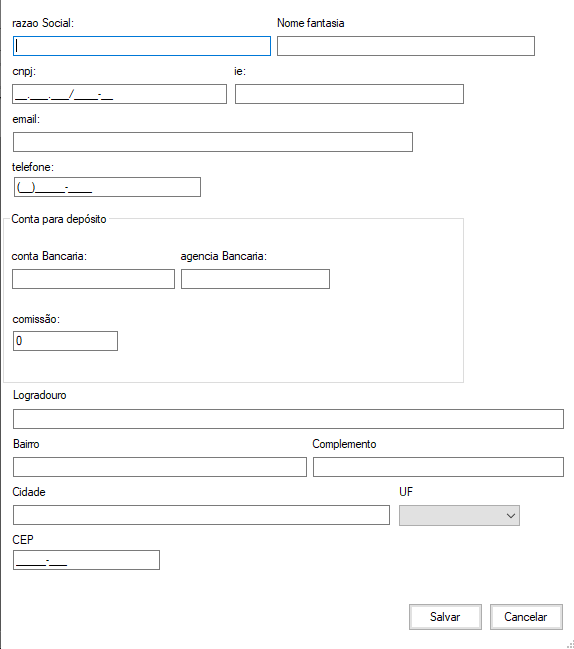 razao Social: Nome fantasia
cnpj: ie:
__.___.___/____-__
email:
telefone:
(__)_____-____
Conta para depósito
conta Bancaria: agencia Bancaria:
comissão:
0
Logradouro
Bairro Complemento
Cidade UF
CEP
_____-___
Salvar Cancelar